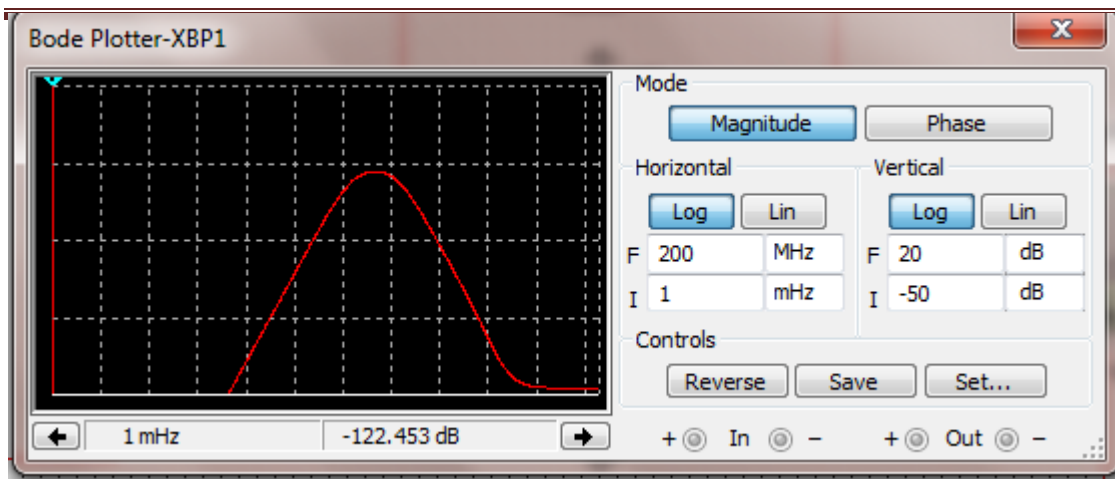 Bode Plotter-XBP1
Mode
Magnitude Phase
Horizontal Vertical
Log Lin Log Lin
F 200 MHz F 20 dB
I 1 mHz I -50 dB
Controls
Reverse Save Set...
1 mHz -122.453 dB + In - + Out -